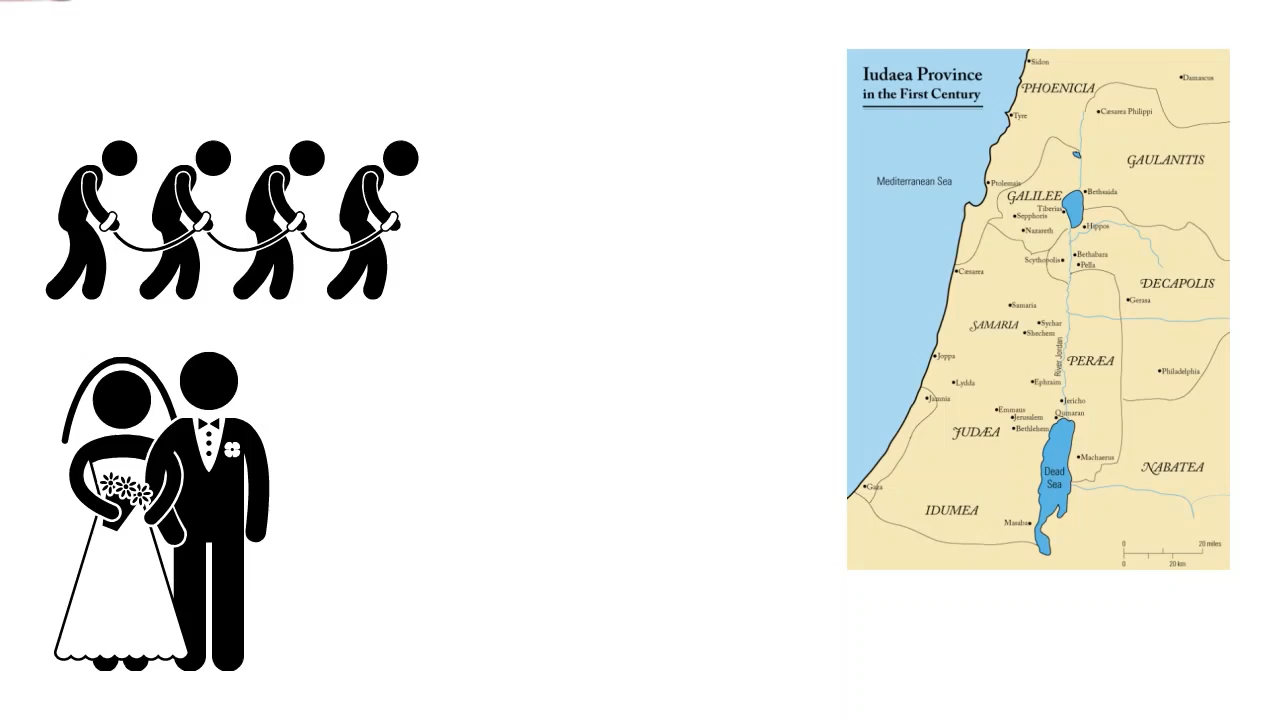 Iudaea Province
in the First Century
Sidon
Damascus
PHOENICIA
Tyre
Cæsarea Philippi
GAULANITIS
Mediterranean Sea
Ptolemais
GALILEE
Bethsaida
Tiberias
Sepphoris
Hippos
Nazareth
Scythopolis
Bethabara
Pella
Cæsarea
DECAPOLIS
Gerasa
Samaria
SAMARIA
Sychar
Shechem
River Jordan
Joppa
PERÆA
Philadelphia
Lydda
Ephraim
Jamnia
Jericho
Emmaus
Qumaran
Jerusalem
JUDÆA
Bethlehem
Machaerus
Dead
Sea
NABATEA
Gaza
IDUMEA
Masaba
0 20 miles
0 20 km